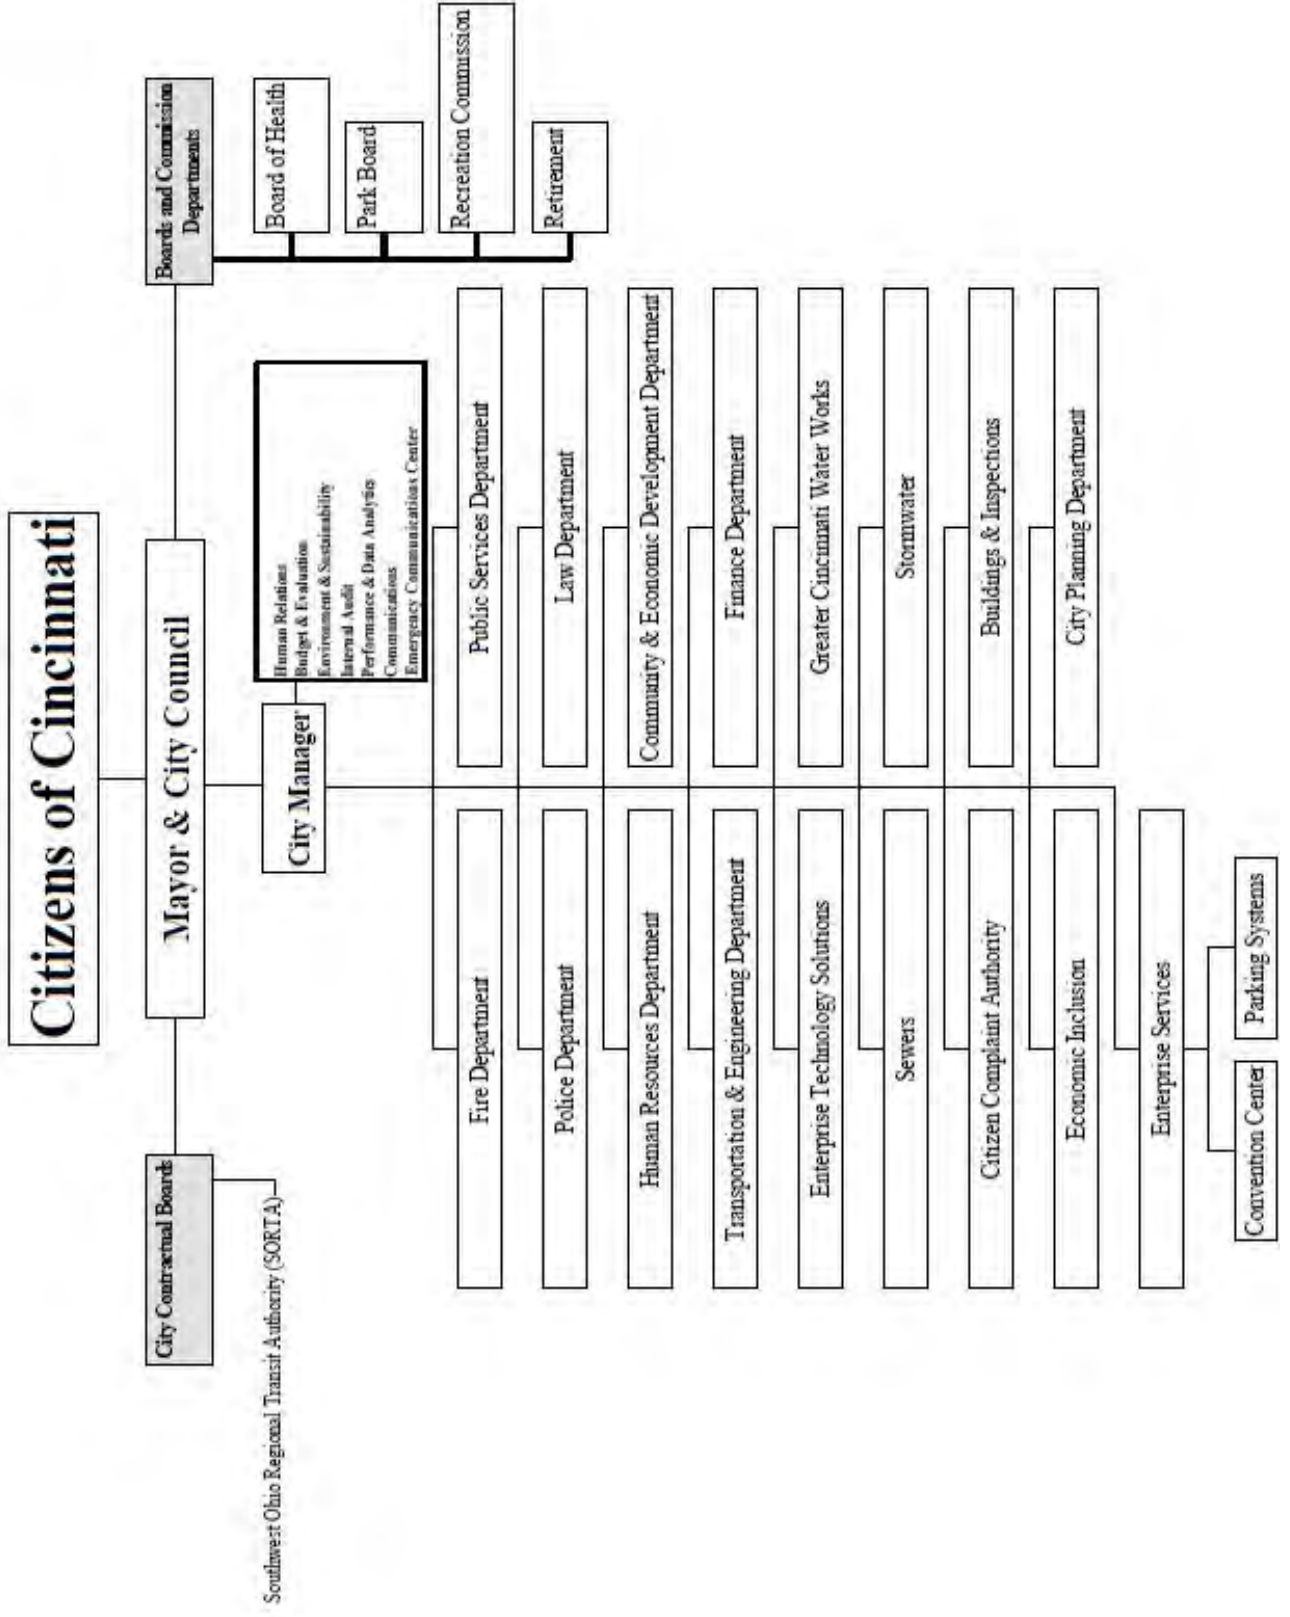 Citizens of Cincinnati
City Contractual Boards
Mayor & City Council
Boards and Commission
Departments
Southwest Ohio Regional Transit Authority (SORTA)
City Manager
Human Relations
Budget & Evaluation
Environment & Sustainability
Internal Audit
Performance & Data Analytics
Communications
Emergency Communications Center
Board of Health
Park Board
Recreation Commission
Retirement
Fire Department
Public Services Department
Police Department
Law Department
Human Resources Department
Community & Economic Development Department
Transportation & Engineering Department
Finance Department
Enterprise Technology Solutions
Greater Cincinnati Water Works
Sewers
Stormwater
Citizen Complaint Authority
Buildings & Inspections
Economic Inclusion
City Planning Department
Enterprise Services
Convention Center
Parking Systems